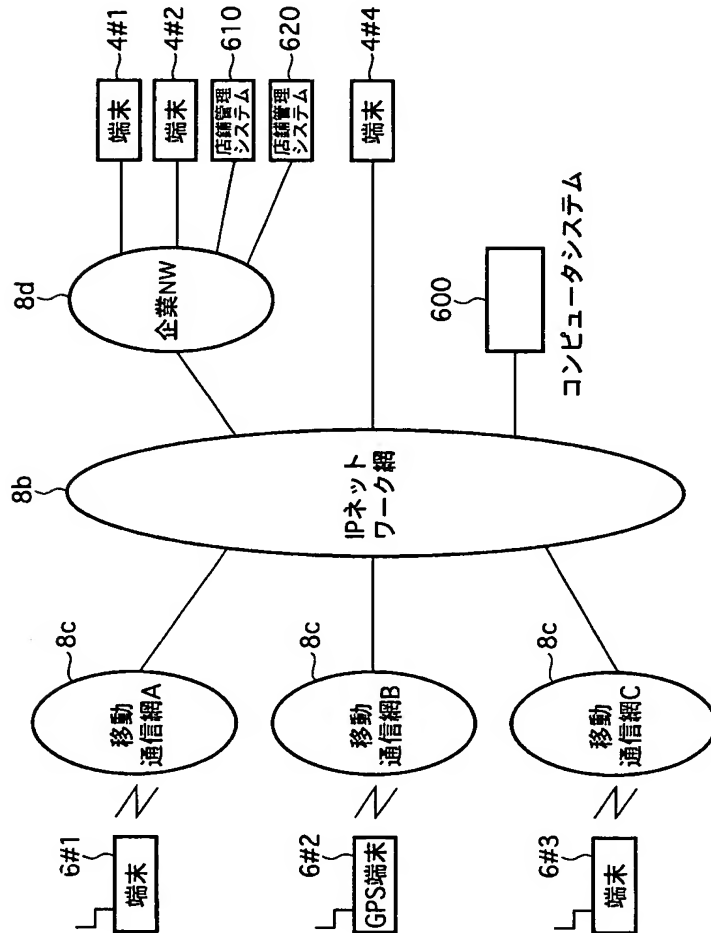 6#1
端末
8c
移動
通信網A
6#2
GPS端末
8c
移動
通信網B
6#3
端末
8c
移動
通信網C
8b
IPネット
ワーク網
8d
企業NW
端末
4#1
端末
4#2
店鋪管理
システム
610
店鋪管理
システム
620
端末
4#4
600
コンピュータシステム